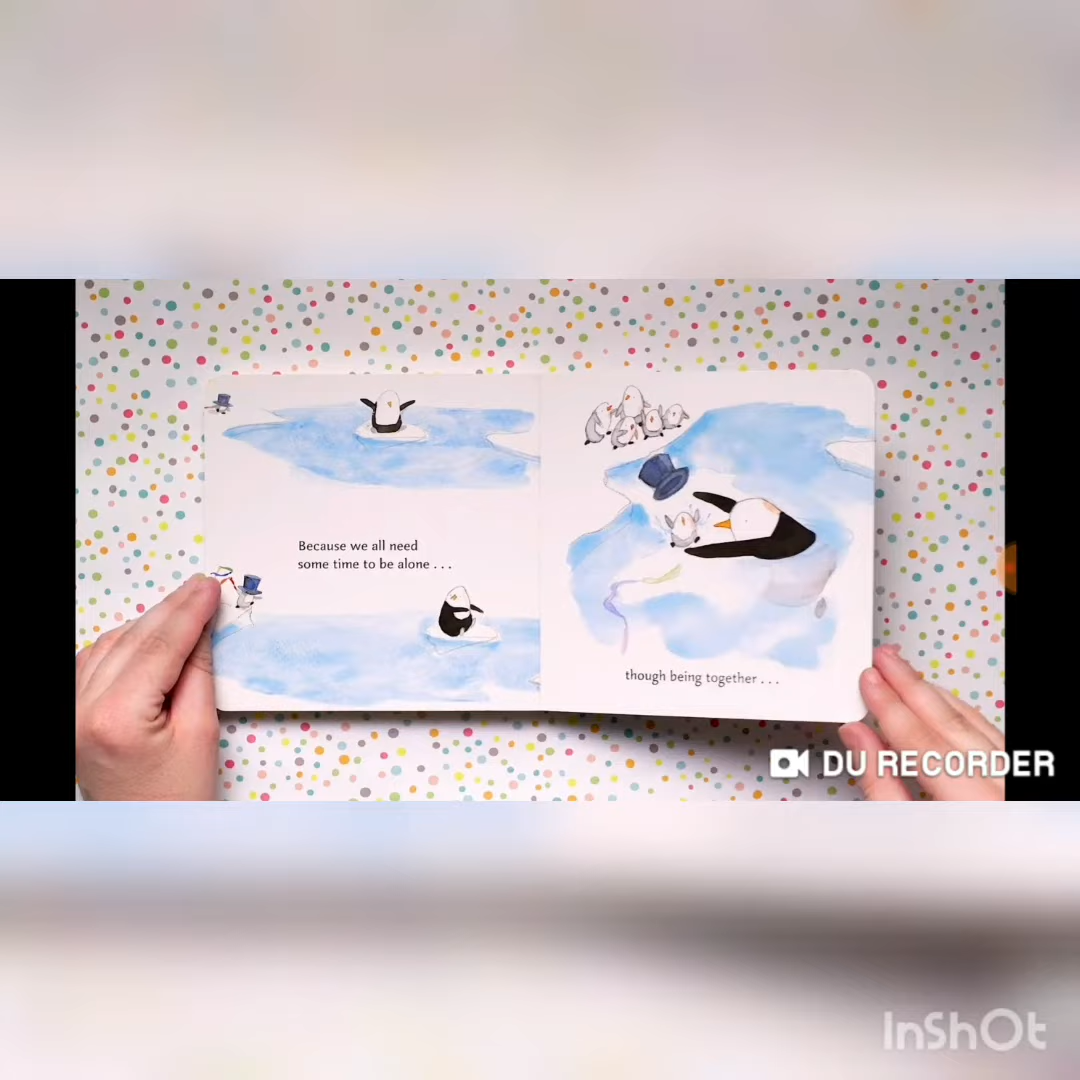 Because we all need
some time to be alone . . .
though being together . . .
DU RECORDER
InShOt